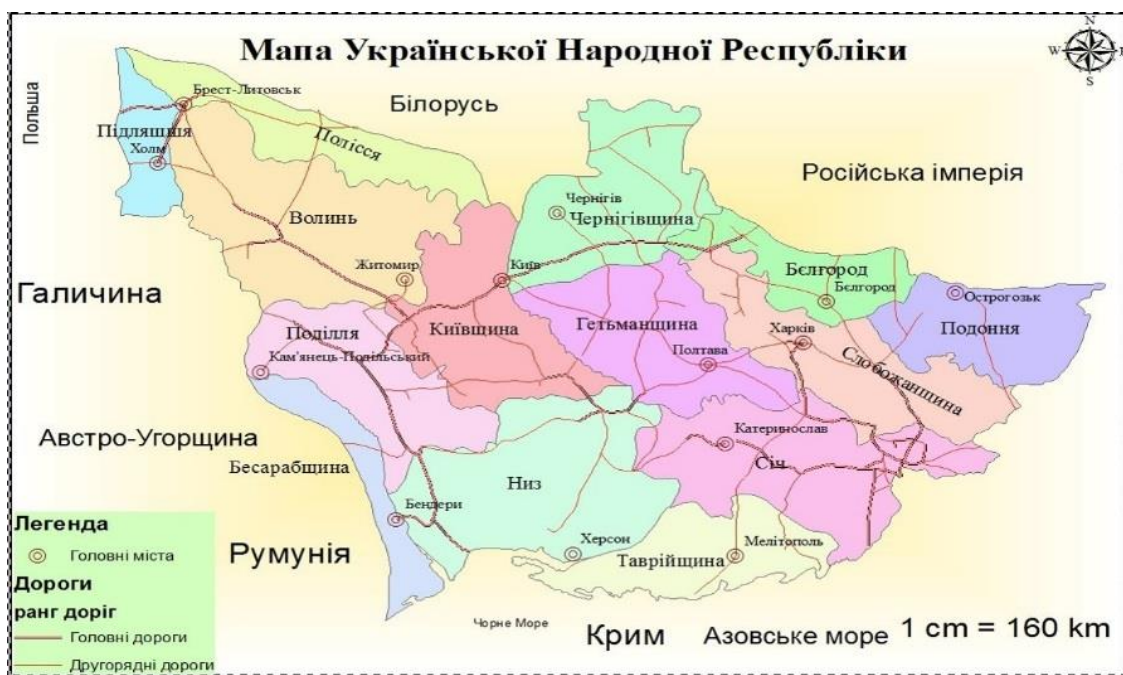 Мапа Української Народної Республіки
N
W
E
S
Польша
Брест-Литовськ
Білорусь
Підляшшія
Холм
Полісся
Російська імперія
Чернігів
Чернігівщина
Волинь
Житомир
Київ
Бєлгород
Бєлгород
Острогозьк
Галичина
Подоння
Поділля
Київщина
Гетьманщина
Харків
Полтава
Слобожанщина
Кам'янець-Подільський
Австро-Угорщина
Бесарабщина
Катеринослав
Січ
Низ
Бендери
Легенда
Головні міста
Румунія
Херсон
Таврійщина
Мелітополь
Дороги
ранг доріг
Головні дороги
Другорядні дороги
Чорне Море
Крим
Азовське море
1 cm = 160 km